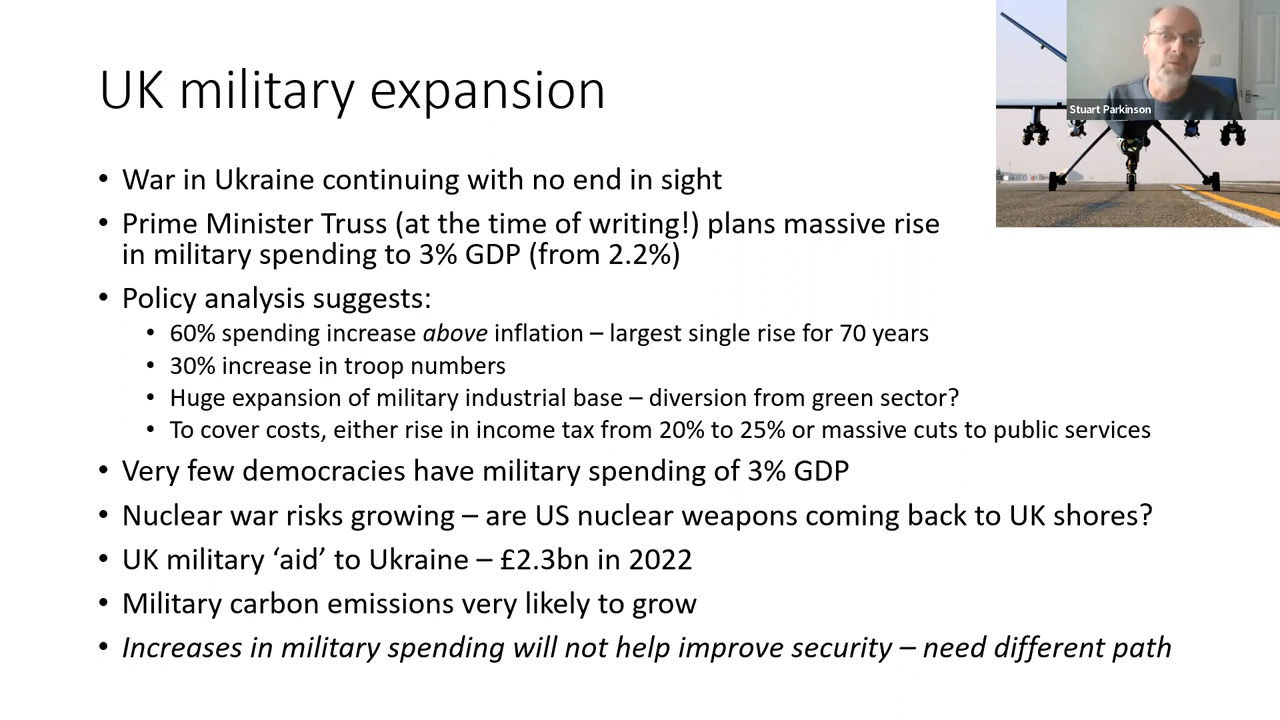 UK military expansion
Stuart Parkinson
• War in Ukraine continuing with no end in sight
• Prime Minister Truss (at the time of writing!) plans massive rise
in military spending to 3% GDP (from 2.2%)
• Policy analysis suggests:
• 60% spending increase above inflation – largest single rise for 70 years
• 30% increase in troop numbers
• Huge expansion of military industrial base – diversion from green sector?
• To cover costs, either rise in income tax from 20% to 25% or massive cuts to public services
• Very few democracies have military spending of 3% GDP
• Nuclear war risks growing – are US nuclear weapons coming back to UK shores?
• UK military ‘aid’ to Ukraine – £2.3bn in 2022
• Military carbon emissions very likely to grow
• Increases in military spending will not help improve security – need different path